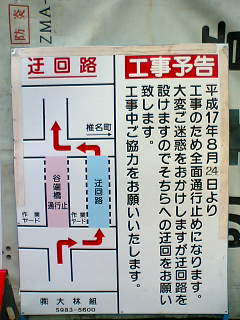 防炎
ZMA-
工事予告
平成17年8月24日より
工事のため全面通行止めになります。
大変ご迷惑をおかけしますが迂回路を
設けますのでそちらへの迂回をお願い
致します。
工事中ご協力をお願いいたします。
迂回路
椎名町
谷端橋
通行止
迂回路
作業
ヤード
作業
ヤード
㈱大林組
5983-5600